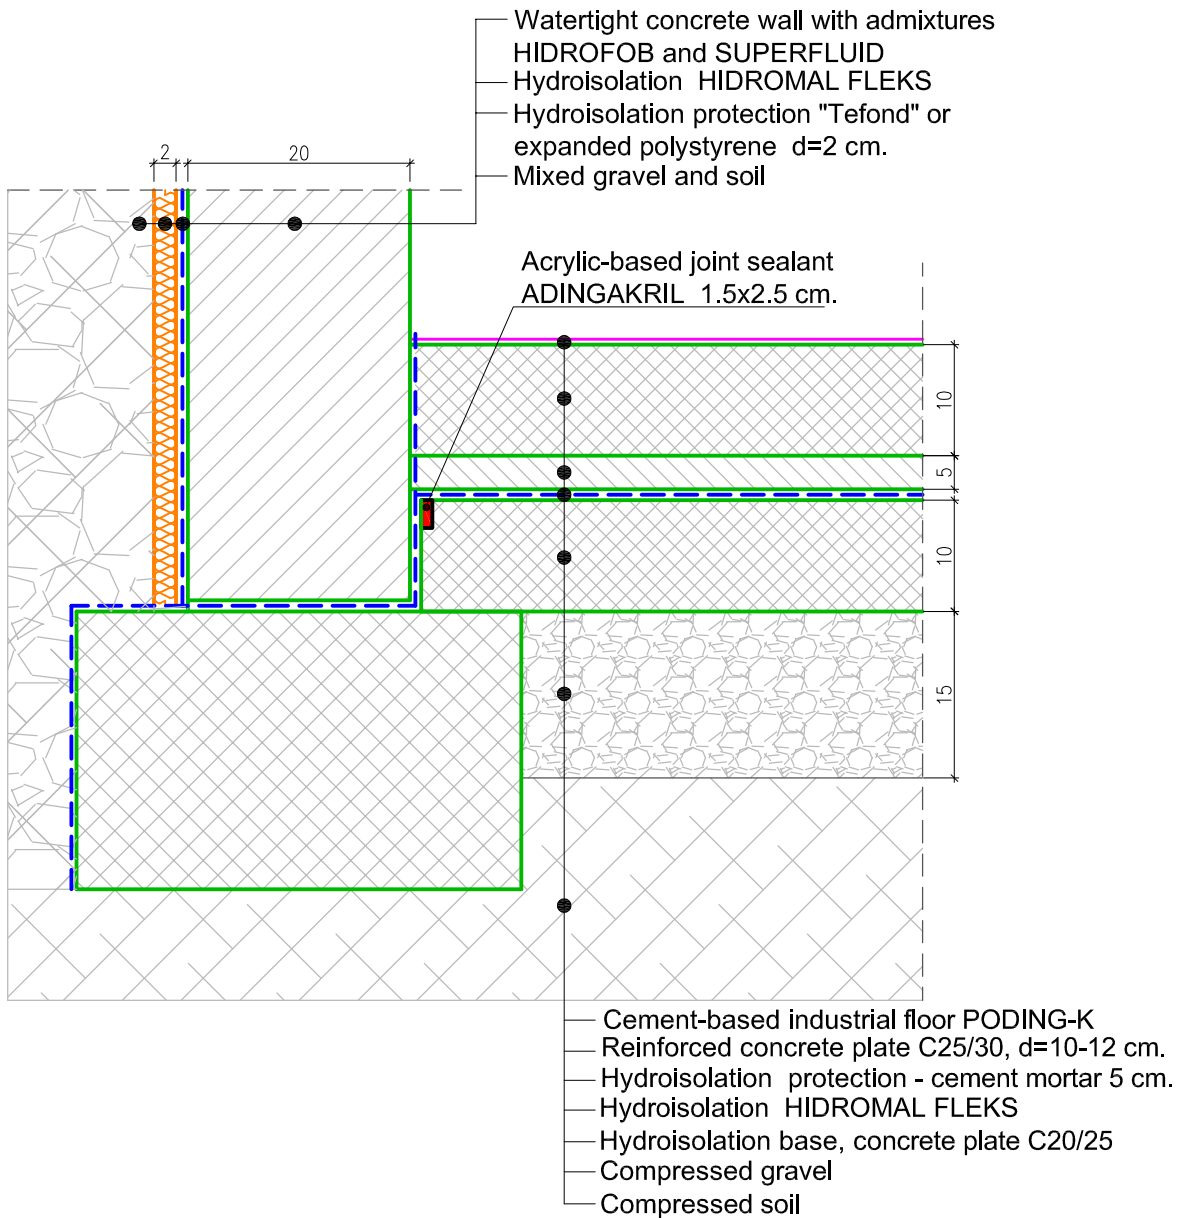 Watertight concrete wall with admixtures
HIDROFOB and SUPERFLUID
Hydroisolation HIDROMAL FLEKS
Hydroisolation protection "Tefond" or
expanded polystyrene d=2 cm.
Mixed gravel and soil
2
20
Acrylic-based joint sealant
ADINGAKRIL 1.5x2.5 cm.
10
5
10
15
Cement-based industrial floor PODING-K
Reinforced concrete plate C25/30, d=10-12 cm.
Hydroisolation protection - cement mortar 5 cm.
Hydroisolation HIDROMAL FLEKS
Hydroisolation base, concrete plate C20/25
Compressed gravel
Compressed soil